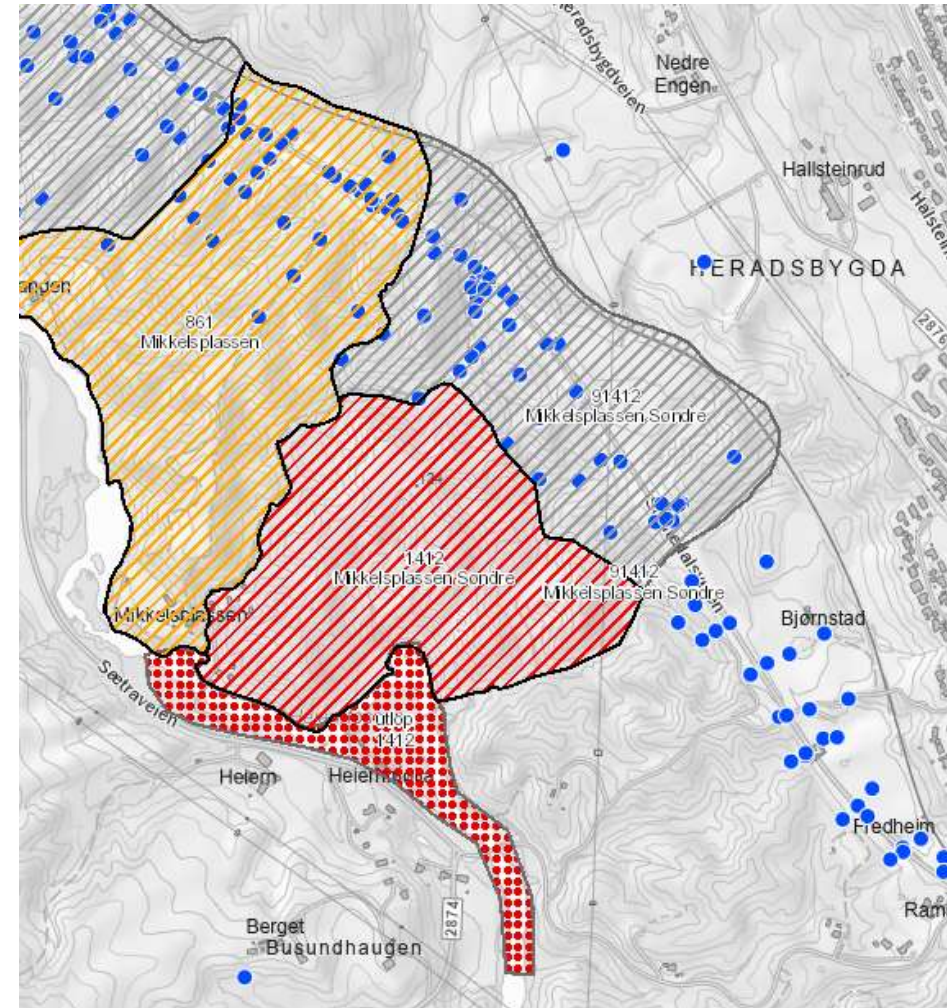 Heradsbygdveien
Nedre
Engen
Hallsteinrud
HERADSBYGDA
2876
861
Mikkelsplassen
91412
Mikkelsplassen Søndre
124
1412
Mikkelsplassen Søndre
91412
Mikkelsplassen Søndre
Mikkelsplassen
Bjørnstad
Sætraveien
utløp
1412
Heiern
Fredheim
2874
Berget
Busundhaugen